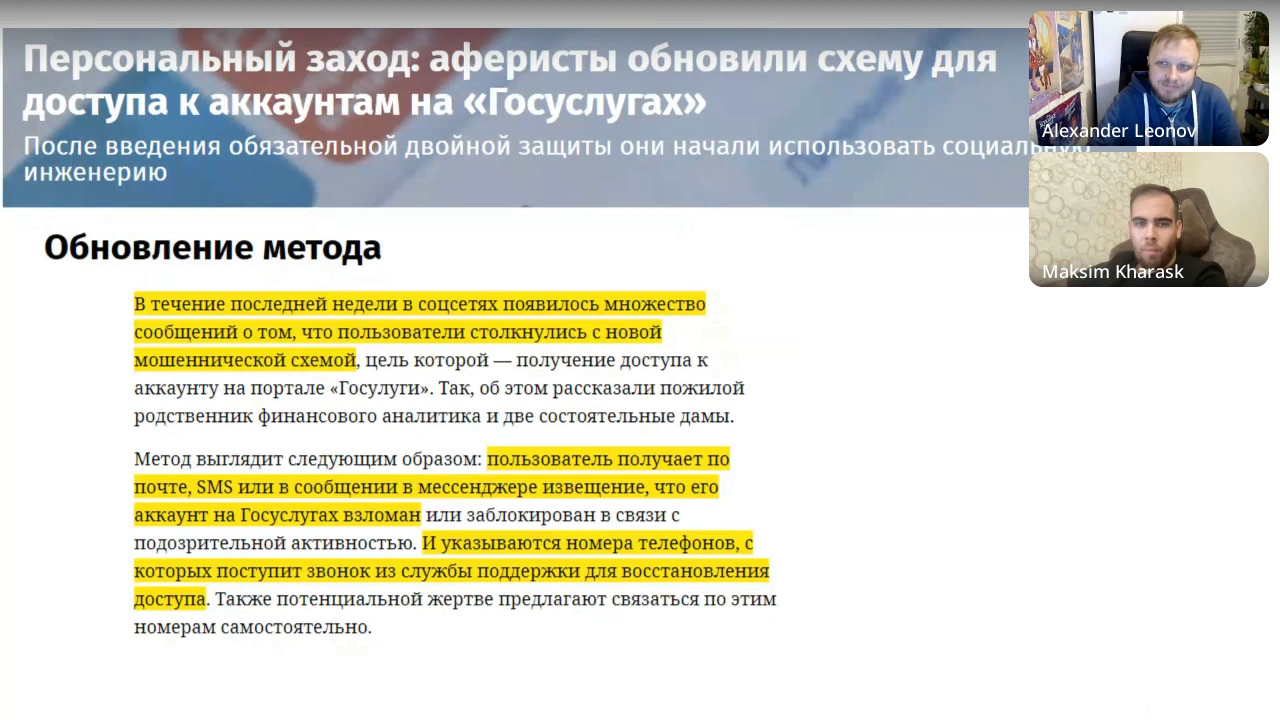 Персональный заход: аферисты обновили схему для
доступа к аккаунтам на «Госуслугах»
После введения обязательной двойной защиты они начали использовать социальную
инженерию
Обновление метода
В течение последней недели в соцсетях появилось множество
сообщений о том, что пользователи столкнулись с новой
мошеннической схемой, цель которой — получение доступа к
аккаунту на портале «Госулуги». Так, об этом рассказали пожилой
родственник финансового аналитика и две состоятельные дамы.
Метод выглядит следующим образом: пользователь получает по
почте, SMS или в сообщении в мессенджере извещение, что его
аккаунт на Госуслугах взломан или заблокирован в связи с
подозрительной активностью. И указываются номера телефонов, с
которых поступит звонок из службы поддержки для восстановления
доступа. Также потенциальной жертве предлагают связаться по этим
номерам самостоятельно.
Alexander Leonov
Maksim Kharask